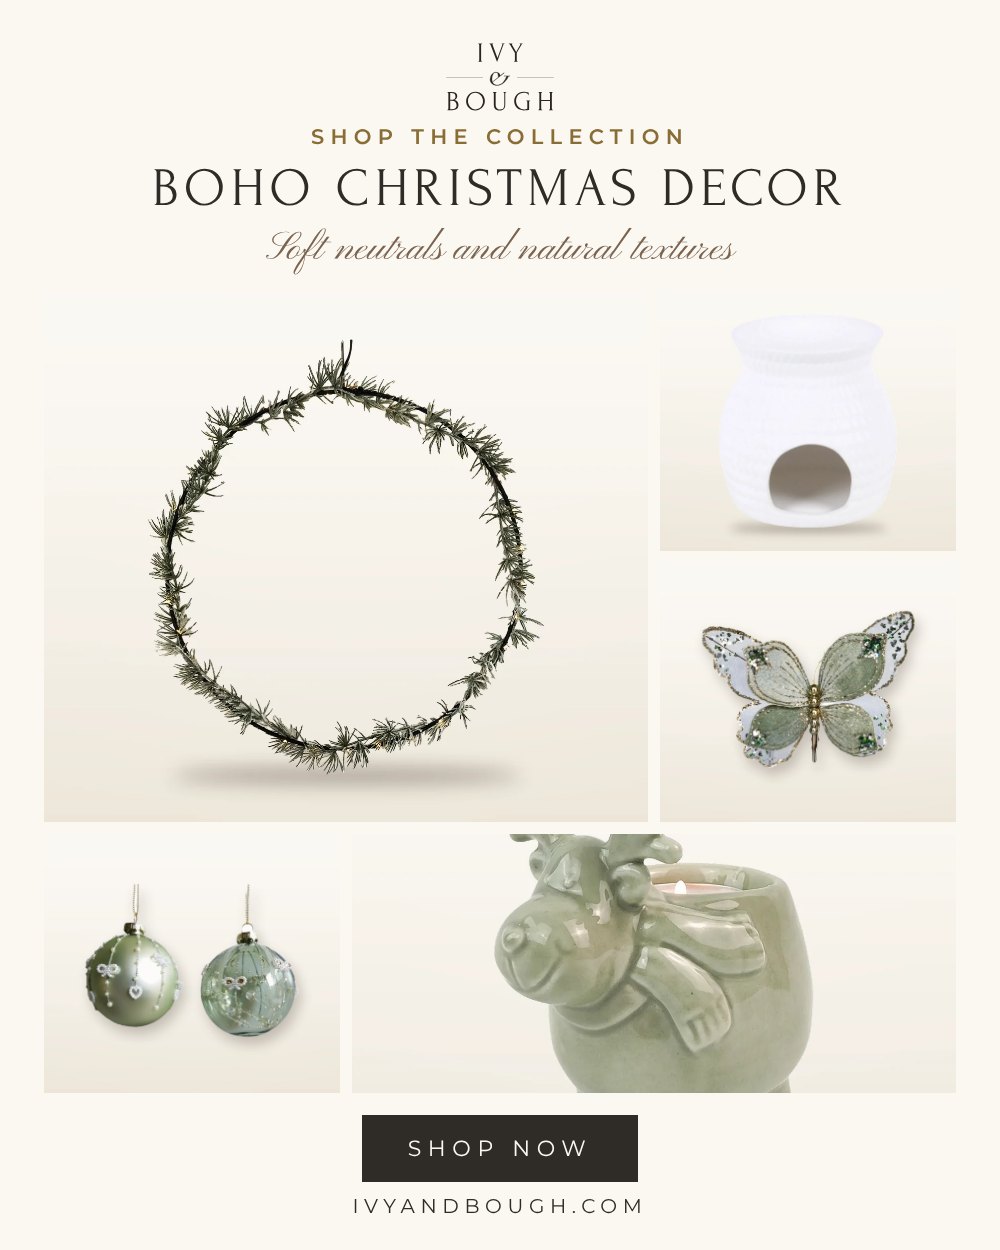 IVY
&
BOUGH
SHOP THE COLLECTION
BOHO CHRISTMAS DECOR
Soft neutrals and natural textures
SHOP NOW
IVYANDBOUGH.COM